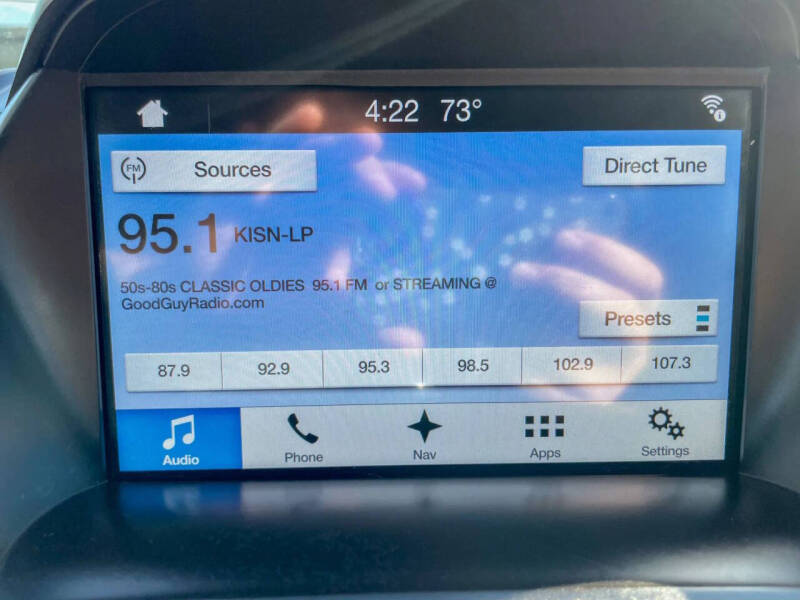 4:22 73°
FM Sources Direct Tune
95.1 KISN-LP
50s-80s CLASSIC OLDIES 95.1 FM or STREAMING @
GoodGuyRadio.com
Presets
87.9 92.9 95.3 98.5 102.9 107.3
Audio Phone Nav Apps Settings